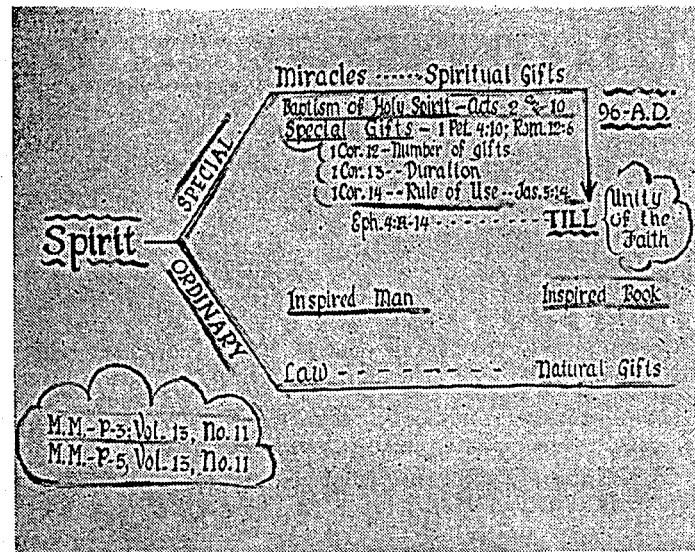 Miracles ------ Spiritual Gifts
Baptism of Holy Spirit - Acts 2 & 10
96-A.D.
Special Gifts - 1 Pet. 4:10; Rom. 12:6
1 Cor. 12 - Number of gifts
1 Cor. 13 -- Duration
1 Cor. 14 -- Rule of Use -- Jas. 5:14
SPECIAL
Eph. 4:11-14 - - - - - - - - TILL
Unity
of the
Faith
Spirit
ORDINARY
Inspired Man
Inspired Book
Law - - - - - - - - Natural Gifts
M.M.-P-3; Vol. 13, No. 11
M.M.-P-5, Vol. 13, No. 11